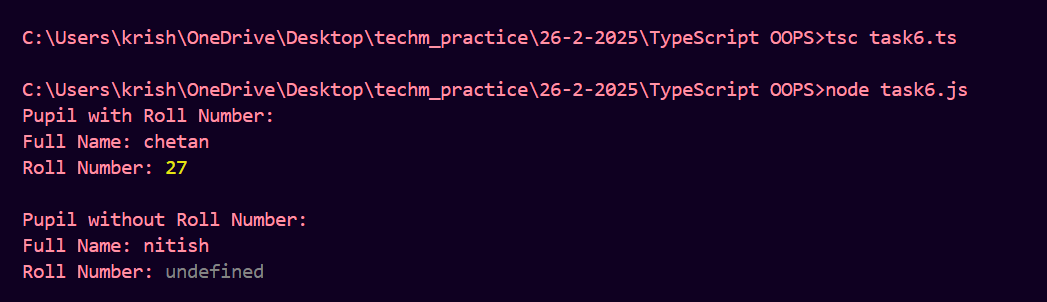 C:\Users\krish\OneDrive\Desktop\techm_practice\26-2-2025\TypeScript OOPS>tsc task6.ts
C:\Users\krish\OneDrive\Desktop\techm_practice\26-2-2025\TypeScript OOPS>node task6.js
Pupil with Roll Number:
Full Name: chetan
Roll Number: 27
Pupil without Roll Number:
Full Name: nitish
Roll Number: undefined